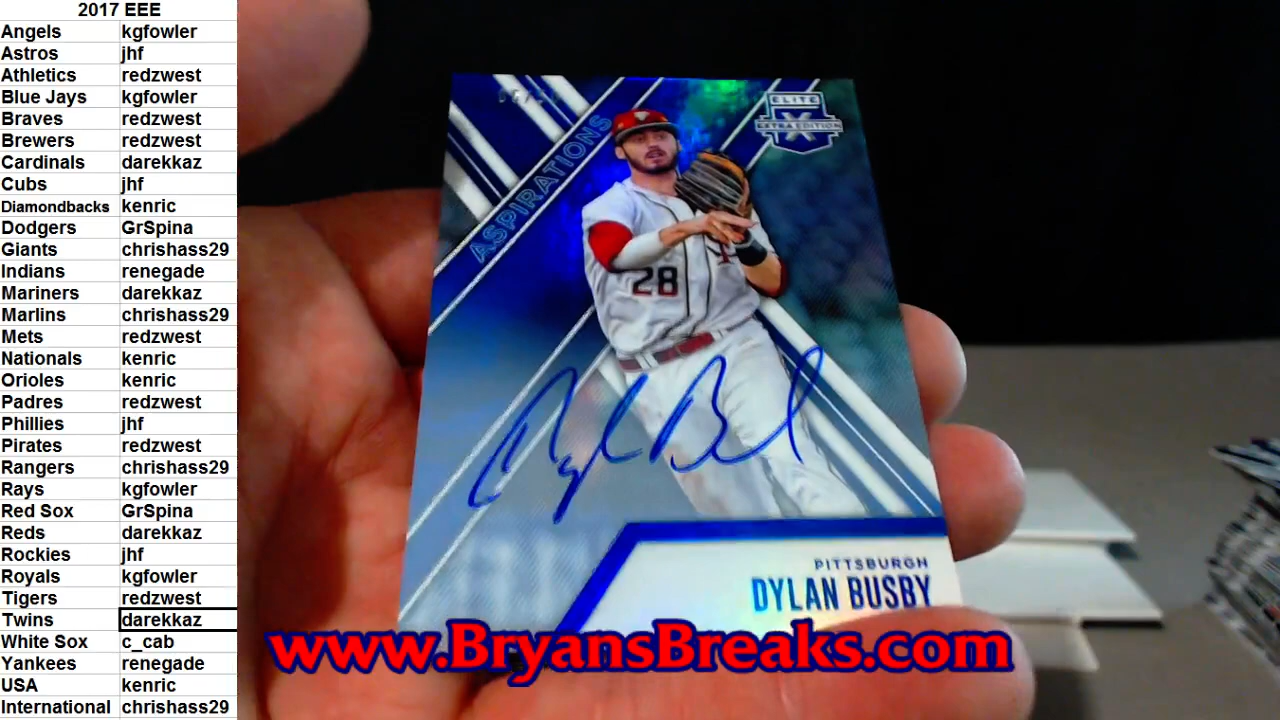 2017 EEE
Angels kgfowler
Astros jhf
Athletics redzwest
Blue Jays kgfowler
Braves redzwest
Brewers redzwest
Cardinals darekkaz
Cubs jhf
Diamondbacks kenric
Dodgers GrSpina
Giants chrishass29
Indians renegade
Mariners darekkaz
Marlins chrishass29
Mets redzwest
Nationals kenric
Orioles kenric
Padres redzwest
Phillies jhf
Pirates redzwest
Rangers chrishass29
Rays kgfowler
Red Sox GrSpina
Reds darekkaz
Rockies jhf
Royals kgfowler
Tigers redzwest
Twins darekkaz
White Sox c_cab
Yankees renegade
USA kenric
International chrishass29
ASPIRATIONS
ELITE
X
EXTRA EDITION
28
PITTSBURGH
DYLAN BUSBY
www.BryansBreaks.com